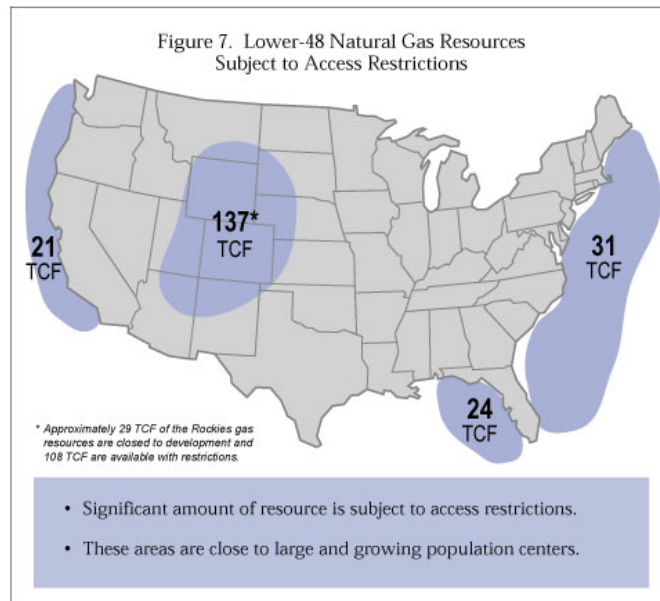 Figure 7. Lower-48 Natural Gas Resources
Subject to Access Restrictions
137*
TCF
21
TCF
31
TCF
24
TCF
* Approximately 29 TCF of the Rockies gas
resources are closed to development and
108 TCF are available with restrictions.
• Significant amount of resource is subject to access restrictions.
• These areas are close to large and growing population centers.